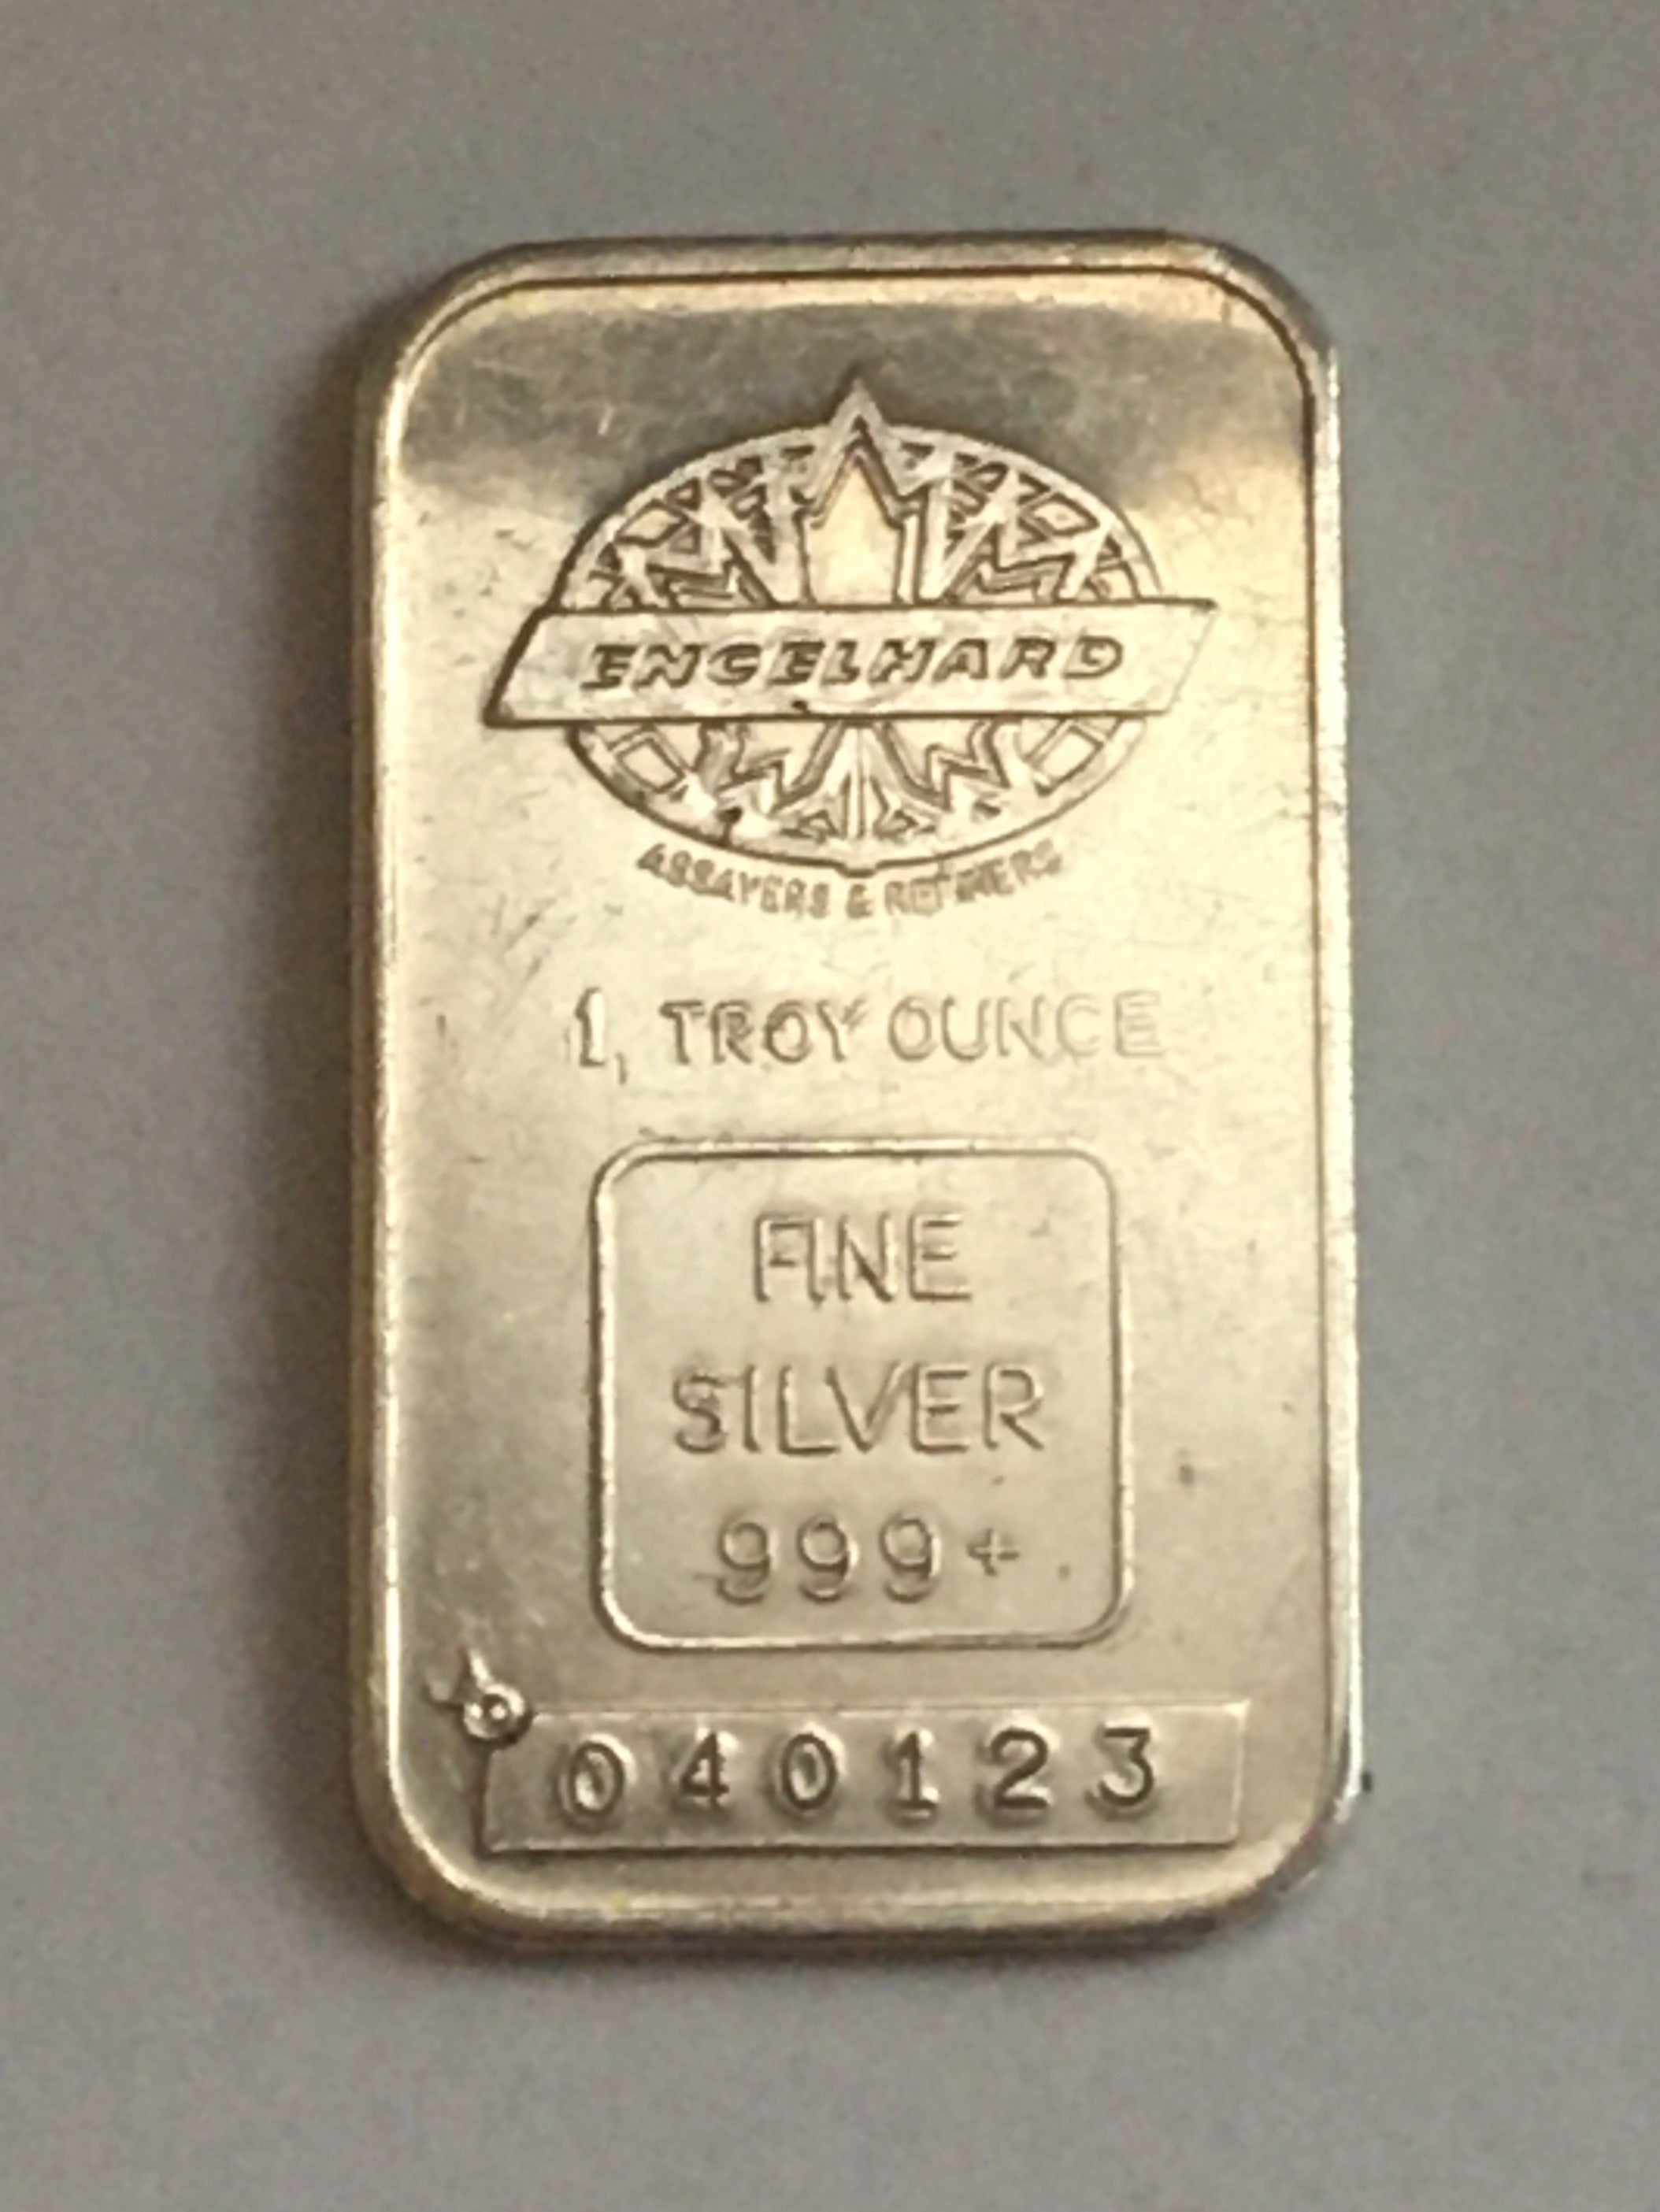 ENGELHARD
ASSAYERS & REFINERS
1, TROY OUNCE
FINE
SILVER
999+
040123